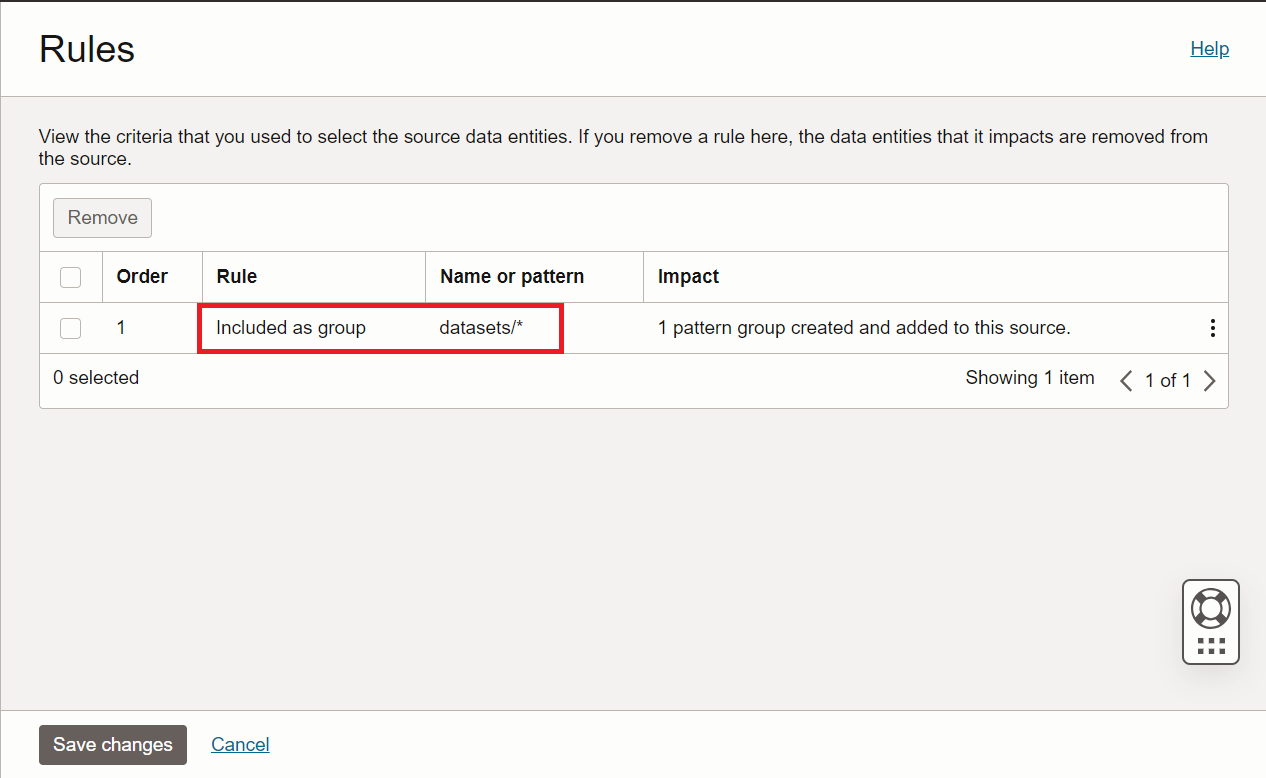 Rules
Help
View the criteria that you used to select the source data entities. If you remove a rule here, the data entities that it impacts are removed from
the source.
Remove
Order Rule Name or pattern Impact
1 Included as group datasets/* 1 pattern group created and added to this source.
0 selected Showing 1 item 1 of 1
Save changes Cancel